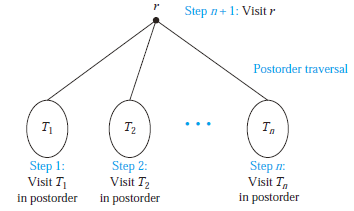 r
Step n + 1: Visit r
Postorder traversal
T1
T2
• • •
Tn
Step 1:
Visit T1
in postorder
Step 2:
Visit T2
in postorder
Step n:
Visit Tn
in postorder